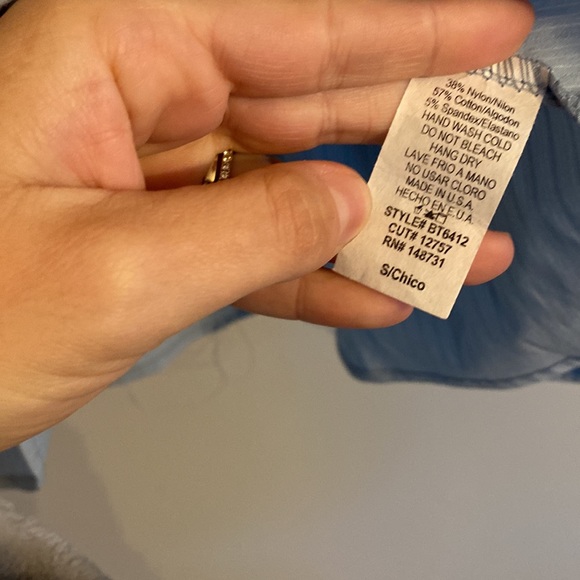 38% Nylon/Nilon
57% Cotton/Algodon
5% Spandex/Elastano
HAND WASH COLD
DO NOT BLEACH
HANG DRY
LAVE FRIO A MANO
NO USAR CLORO
MADE IN U.S.A.
HECHO EN E.U.A.
STYLE# BT6412
CUT# 12757
RN# 148731
S/Chico